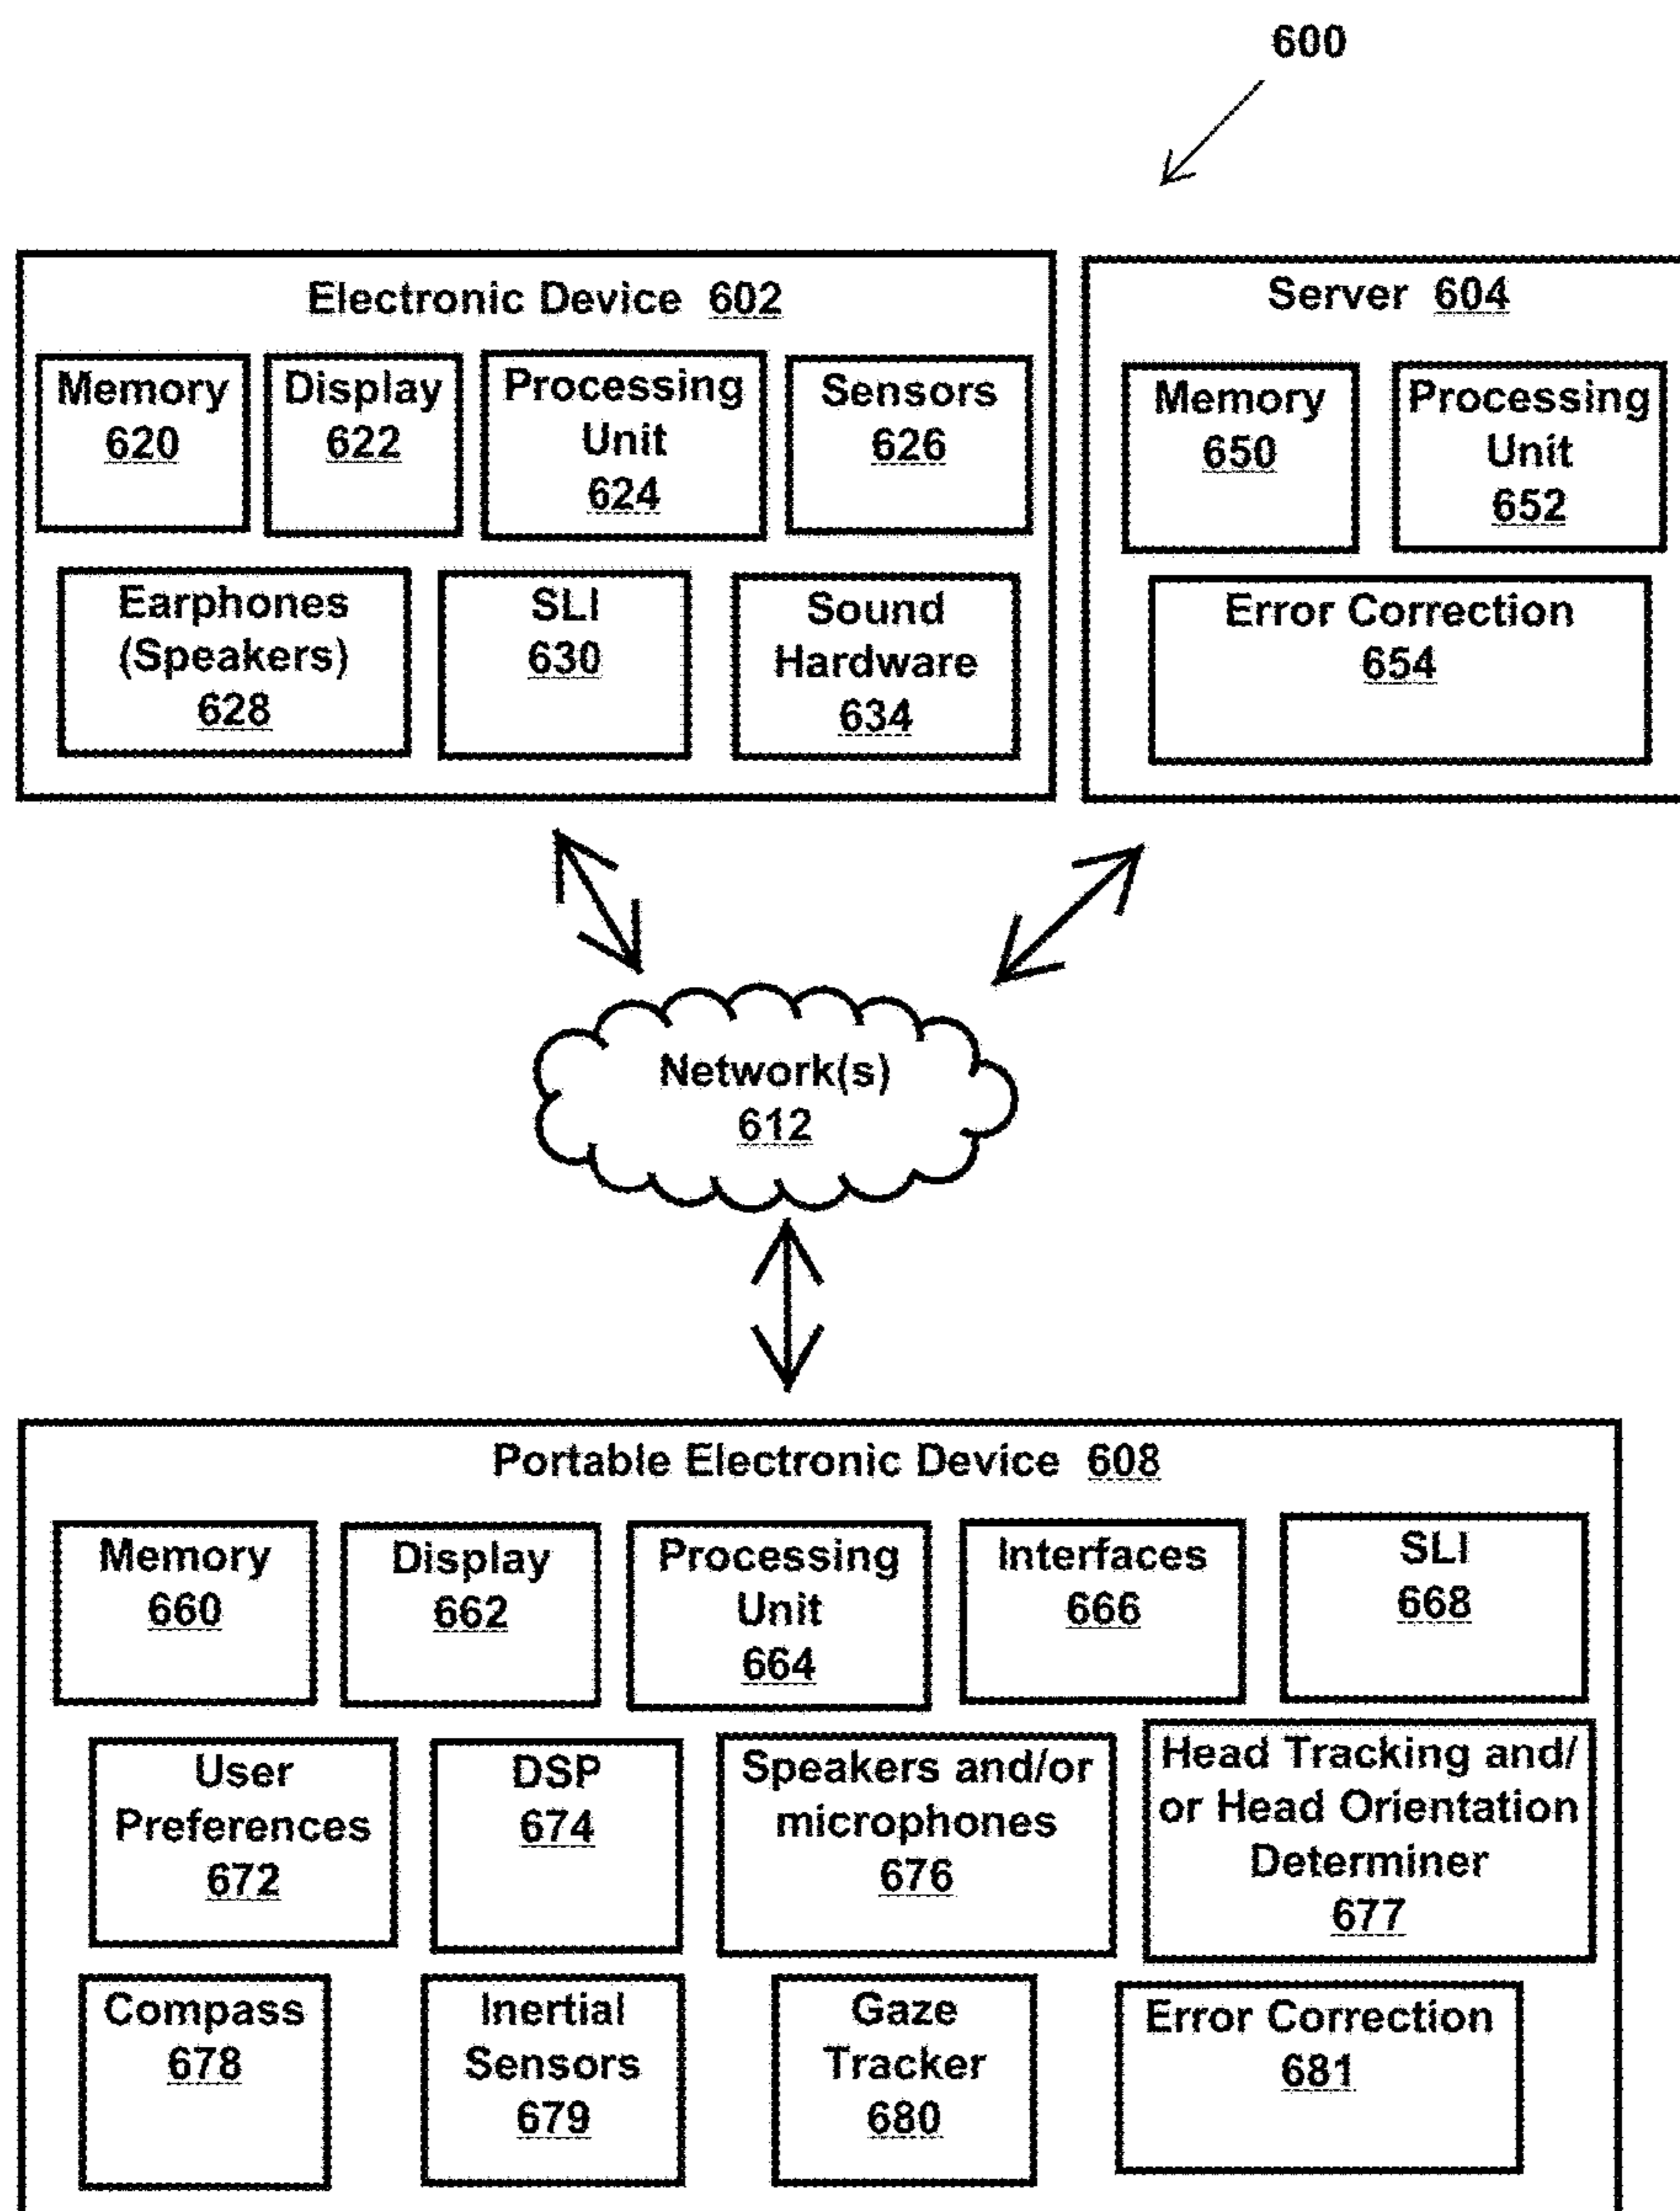 600
Electronic Device 602
Memory
620
Display
622
Processing
Unit
624
Sensors
626
Earphones
(Speakers)
628
SLI
630
Sound
Hardware
634
Server 604
Memory
650
Processing
Unit
652
Error Correction
654
Network(s)
612
Portable Electronic Device 608
Memory
660
Display
662
Processing
Unit
664
Interfaces
666
SLI
668
User
Preferences
672
DSP
674
Speakers and/or
microphones
676
Head Tracking and/
or Head Orientation
Determiner
677
Compass
678
Inertial
Sensors
679
Gaze
Tracker
680
Error Correction
681